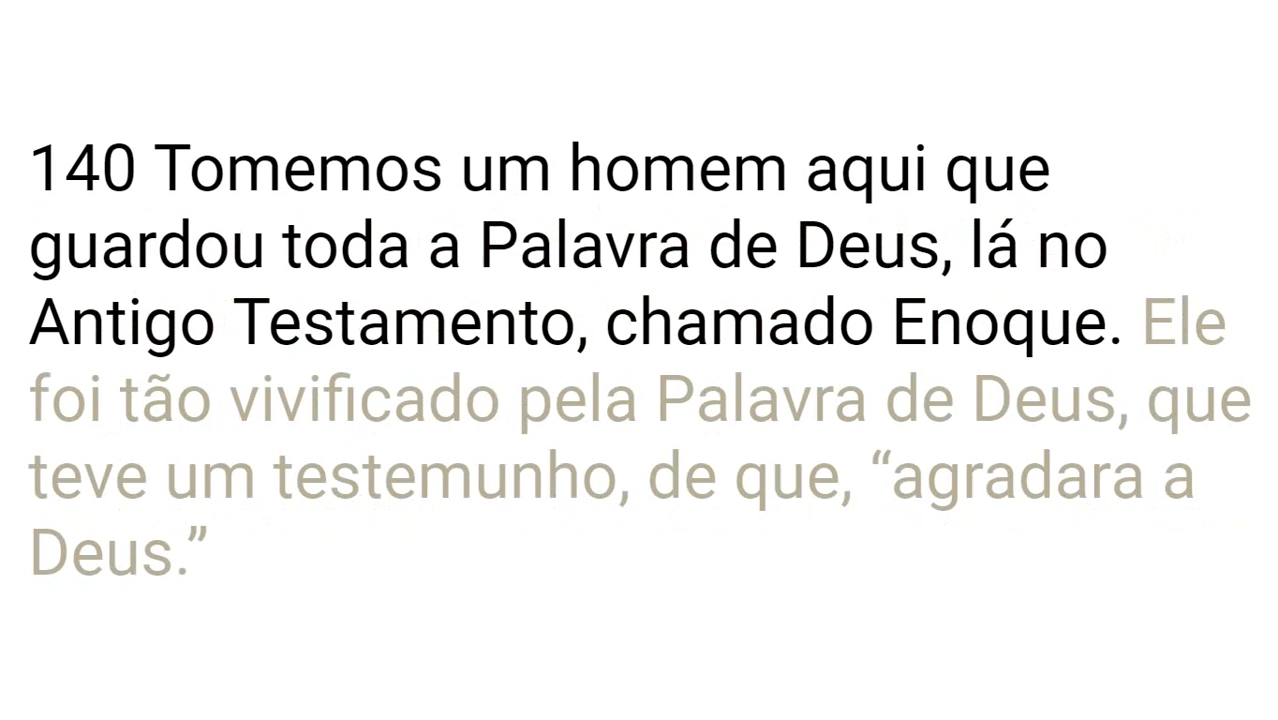 140 Tomemos um homem aqui que
guardou toda a Palavra de Deus, lá no
Antigo Testamento, chamado Enoque. Ele
foi tão vivificado pela Palavra de Deus, que
teve um testemunho, de que, “agradara a
Deus.”